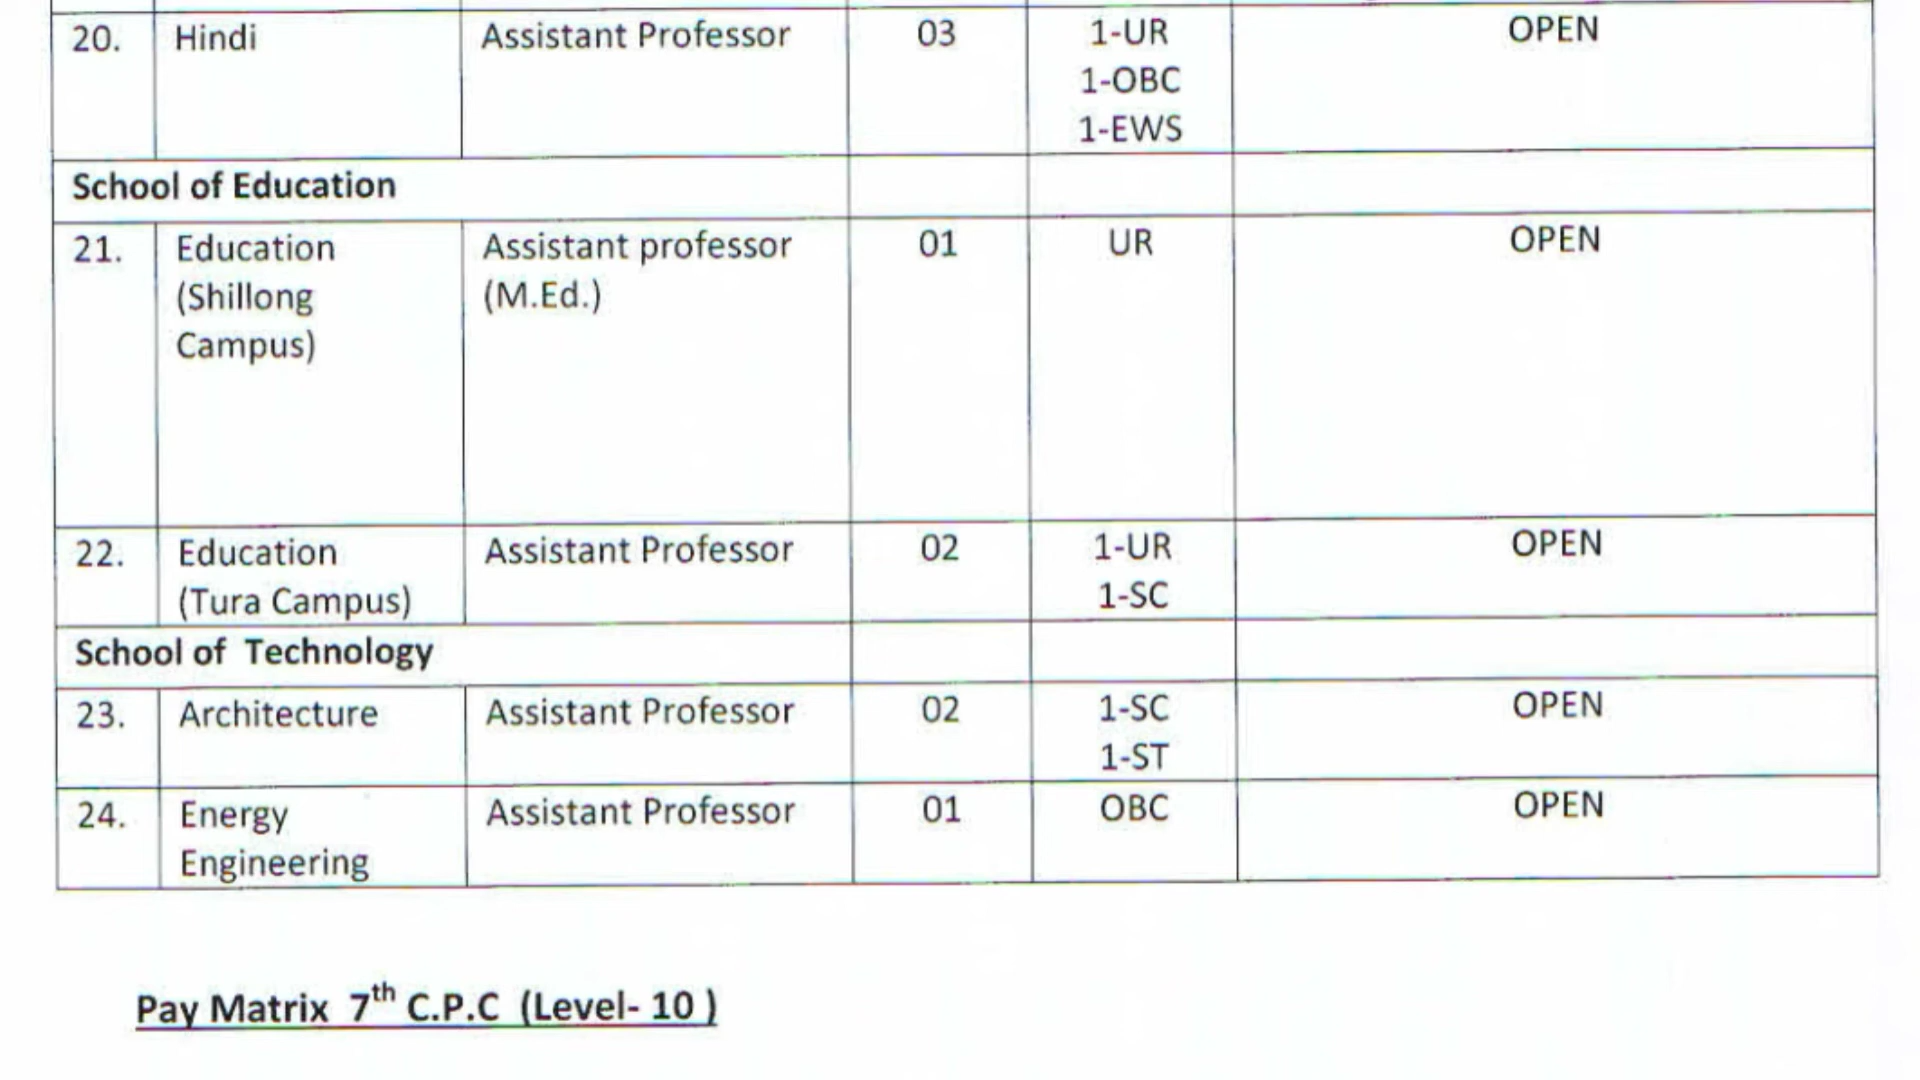 20. Hindi Assistant Professor 03 1-UR OPEN
1-OBC
1-EWS
School of Education
21. Education Assistant professor 01 UR OPEN
(Shillong (M.Ed.)
Campus)
22. Education Assistant Professor 02 1-UR OPEN
(Tura Campus) 1-SC
School of Technology
23. Architecture Assistant Professor 02 1-SC OPEN
1-ST
24. Energy Assistant Professor 01 OBC OPEN
Engineering
Pay Matrix 7th C.P.C (Level- 10 )